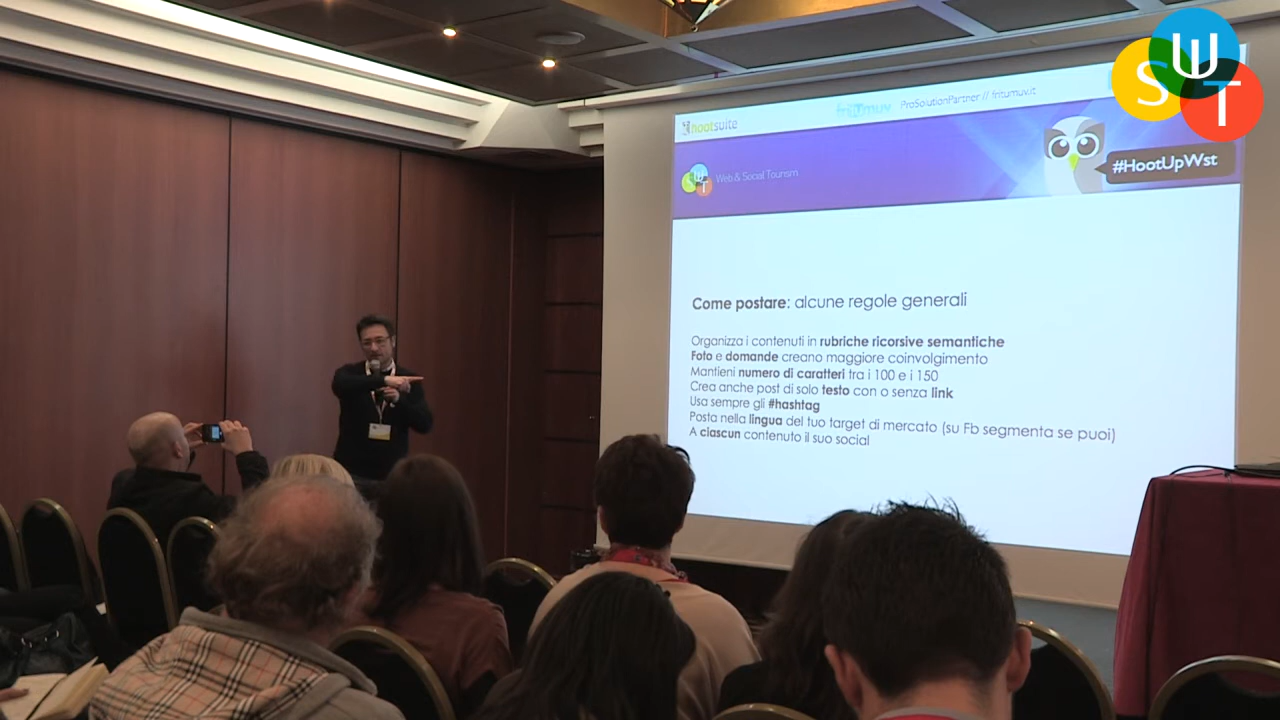 SWT
hootsuite
fritumuv
ProSolutionPartner // fritumuv.it
SWT
Web & Social Tourism
#HootUpWst
Come postare: alcune regole generali
Organizza i contenuti in rubriche ricorsive semantiche
Foto e domande creano maggiore coinvolgimento
Mantieni numero di caratteri tra i 100 e i 150
Crea anche post di solo testo con o senza link
Usa sempre gli #hashtag
Posta nella lingua del tuo target di mercato (su Fb segmenta se puoi)
A ciascun contenuto il suo social